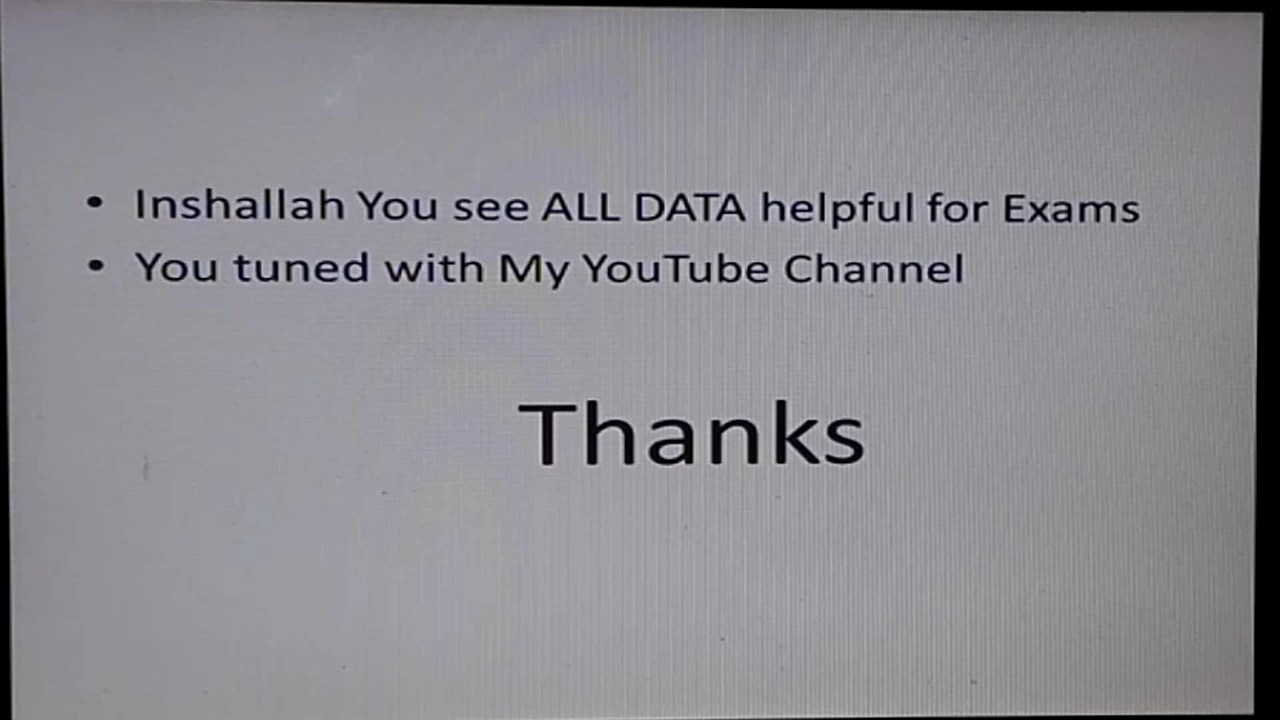 • Inshallah You see ALL DATA helpful for Exams
• You tuned with My YouTube Channel
Thanks